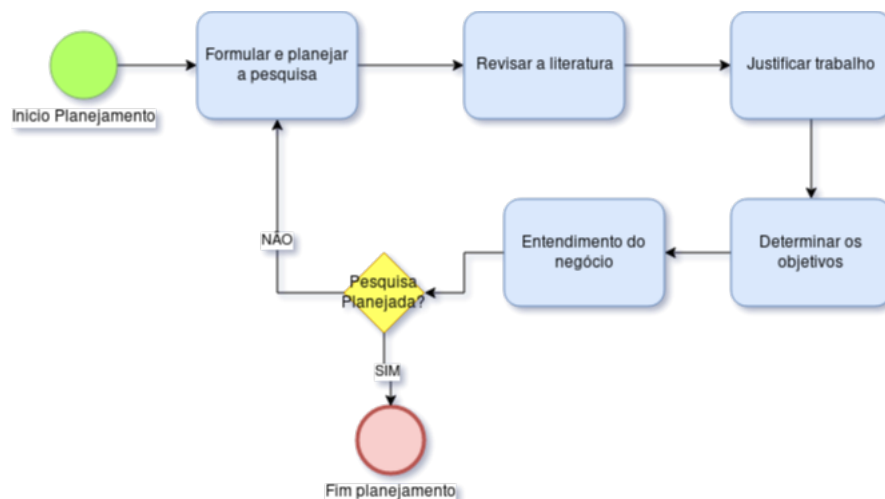 Formular e planejar
a pesquisa
Revisar a literatura
Justificar trabalho
Inicio Planejamento
Entendimento do
negócio
Determinar os
objetivos
NÃO
Pesquisa
Planejada?
SIM
Fim planejamento